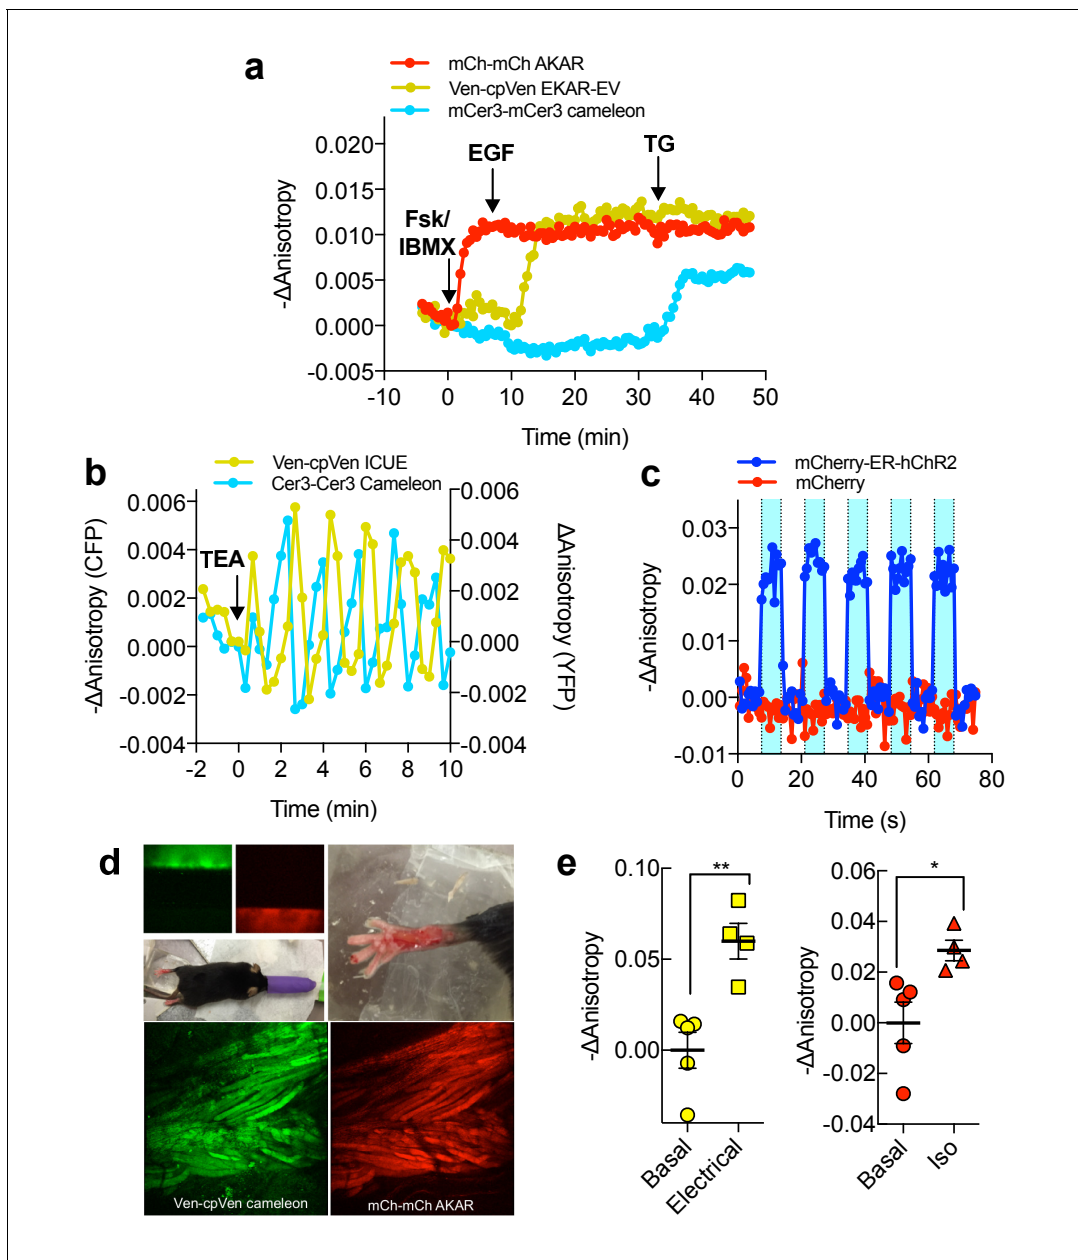 a
mCh-mCh AKAR
Ven-cpVen EKAR-EV
mCer3-mCer3 cameleon
-ΔAnisotropy
0.020
0.015
0.010
0.005
0.000
-0.005
Fsk/
IBMX
EGF
TG
-10 0 10 20 30 40 50
Time (min)
b
Ven-cpVen ICUE
Cer3-Cer3 Cameleon
-ΔAnisotropy (CFP)
0.006
0.004
0.002
0.000
-0.002
-0.004
TEA
0.006
0.004
0.002
0.000
-0.002
-0.004
ΔAnisotropy (YFP)
-2 0 2 4 6 8 10
Time (min)
c
mCherry-ER-hChR2
mCherry
-ΔAnisotropy
0.03
0.02
0.01
0.00
-0.01
0 20 40 60 80
Time (s)
d
Ven-cpVen cameleon
mCh-mCh AKAR
e
-ΔAnisotropy
0.10
0.05
0.00
**
Basal
Electrical
-ΔAnisotropy
0.06
0.04
0.02
0.00
-0.02
-0.04
*
Basal
Iso